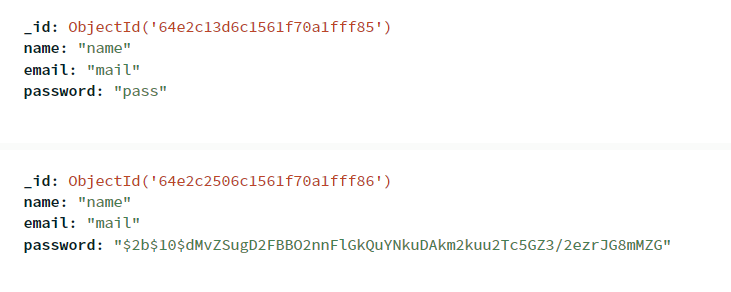 _id: ObjectId('64e2c13d6c1561f70a1fff85')
name: "name"
email: "mail"
password: "pass"
_id: ObjectId('64e2c2506c1561f70a1fff86')
name: "name"
email: "mail"
password: "$2b$10$dMvZSugD2FBBO2nnFlGkQuYNkuDAkm2kuu2Tc5GZ3/2ezrJG8mMZG"